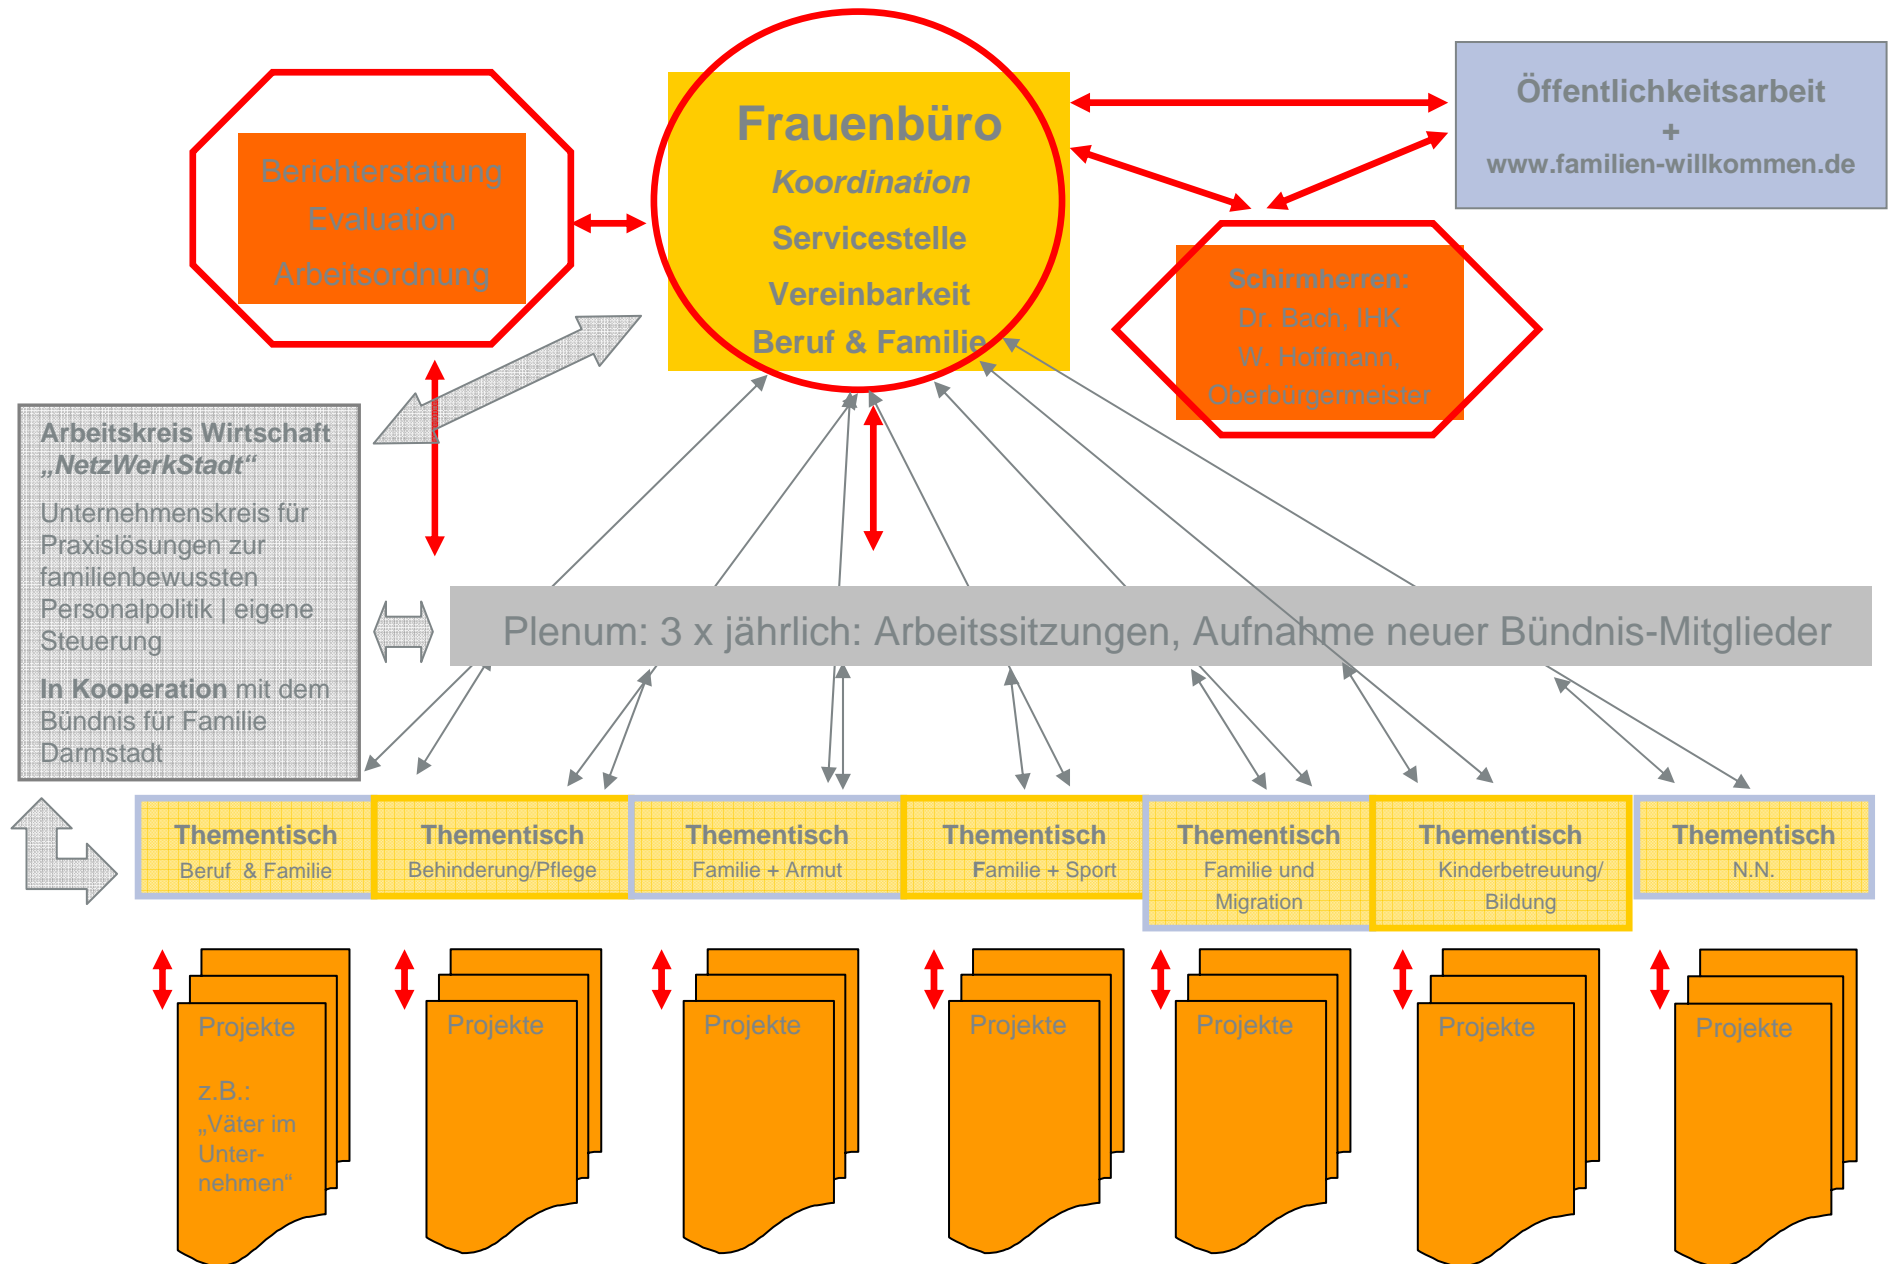 Frauenbüro
Koordination
Servicestelle
Vereinbarkeit
Beruf & Familie
Öffentlichkeitsarbeit
+
www.familien-willkommen.de
Berichterstattung
Evaluation
Arbeitsordnung
Schirmherren:
Dr. Bach, IHK
W. Hoffmann,
Oberbürgermeister
Arbeitskreis Wirtschaft
„NetzWerkStadt“
Unternehmenskreis für
Praxislösungen zur
familienbewussten
Personalpolitik | eigene
Steuerung
In Kooperation mit dem
Bündnis für Familie
Darmstadt
Plenum: 3 x jährlich: Arbeitssitzungen, Aufnahme neuer Bündnis-Mitglieder
Thementisch
Beruf & Familie
Thementisch
Behinderung/Pflege
Thementisch
Familie + Armut
Thementisch
Familie + Sport
Thementisch
Familie und
Migration
Thementisch
Kinderbetreuung/
Bildung
Thementisch
N.N.
Projekte
z.B.:
„Väter im
Unter-
nehmen“
Projekte
Projekte
Projekte
Projekte
Projekte
Projekte